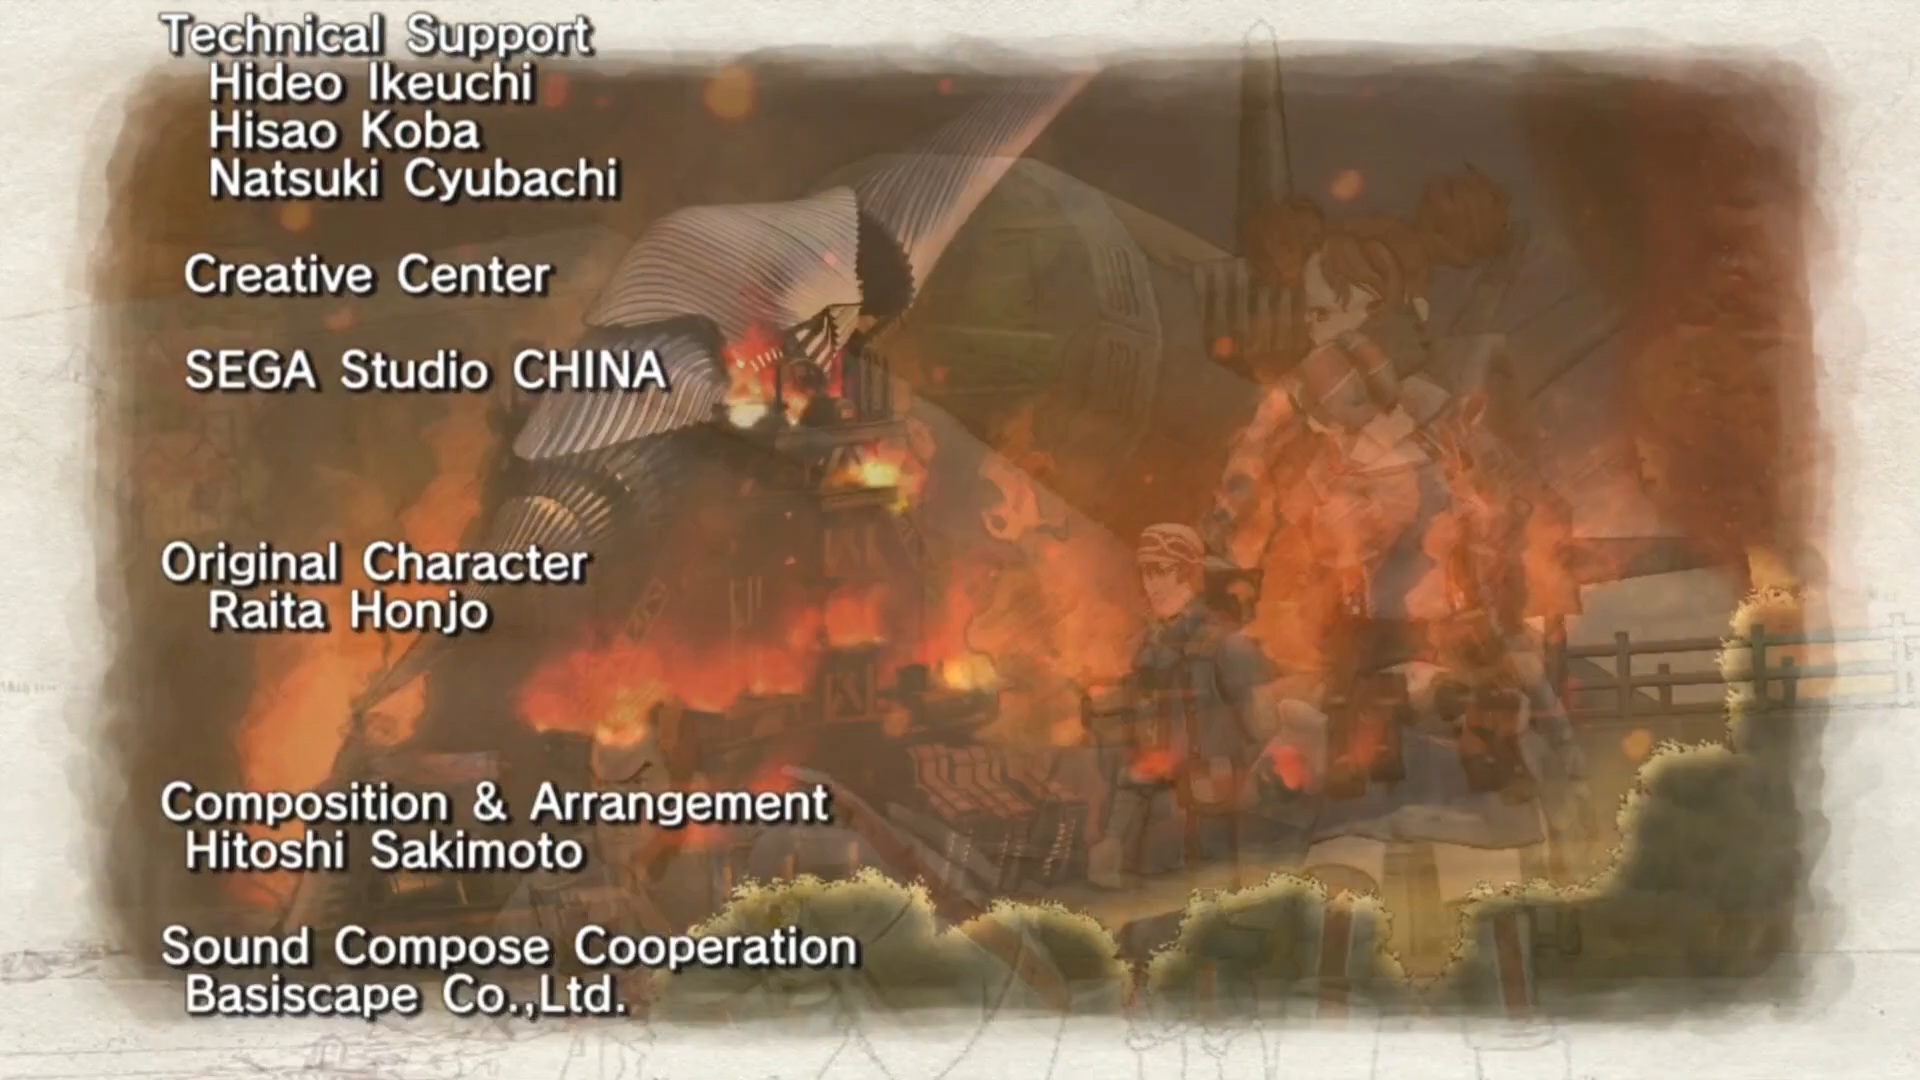 Technical Support
Hideo Ikeuchi
Hisao Koba
Natsuki Cyubachi
Creative Center
SEGA Studio CHINA
Original Character
Raita Honjo
Composition & Arrangement
Hitoshi Sakimoto
Sound Compose Cooperation
Basiscape Co.,Ltd.